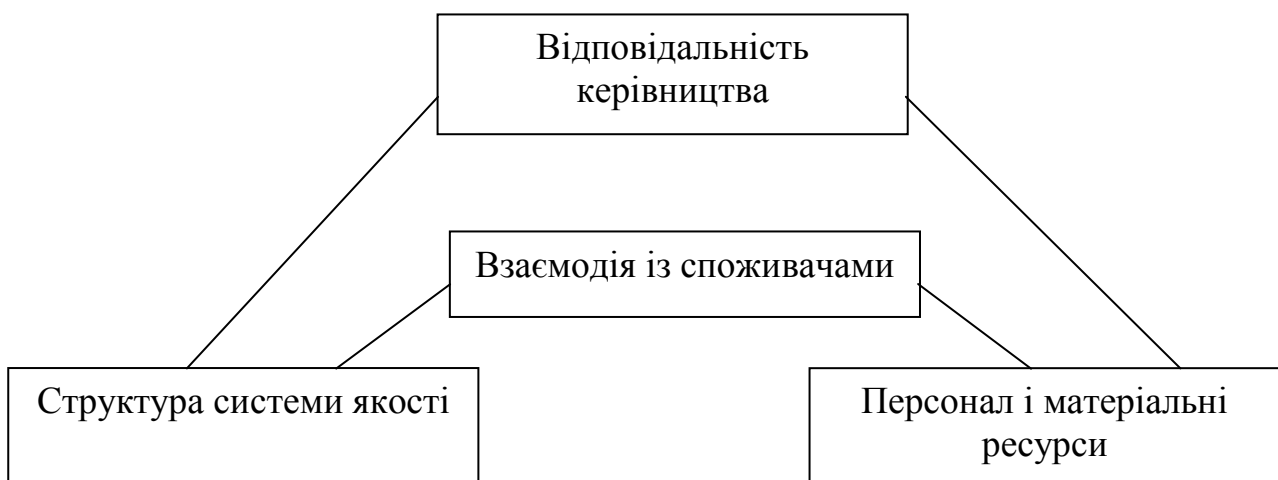 Відповідальність
керівництва
Взаємодія із споживачами
Структура системи якості
Персонал і матеріальні
ресурси